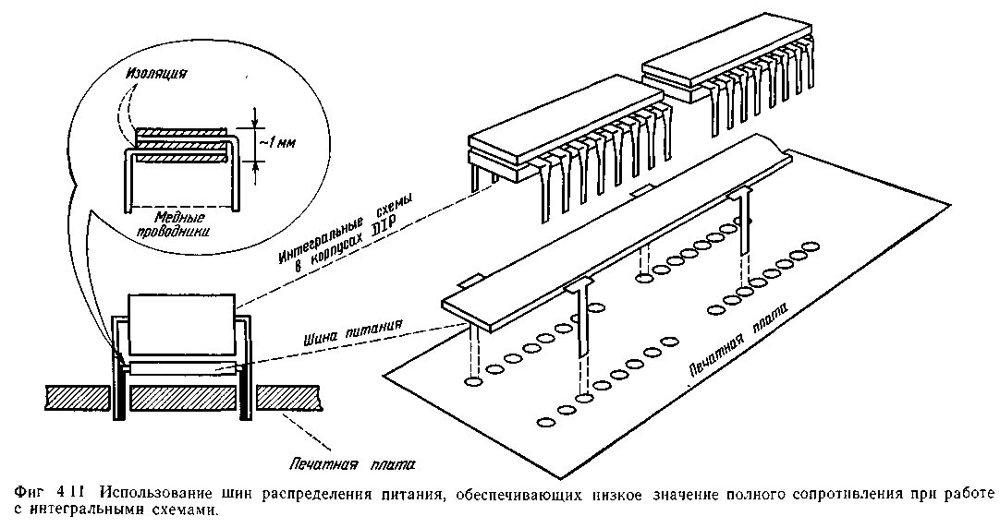 Изоляция
~1 мм
Медные
проводники
Интегральные схемы
в корпусах DIP
Шина питания
Печатная плата
Печатная плата
Фиг 4 11 Использование шин распределения питания, обеспечивающих низкое значение полного сопротивления при работе
с интегральными схемами.